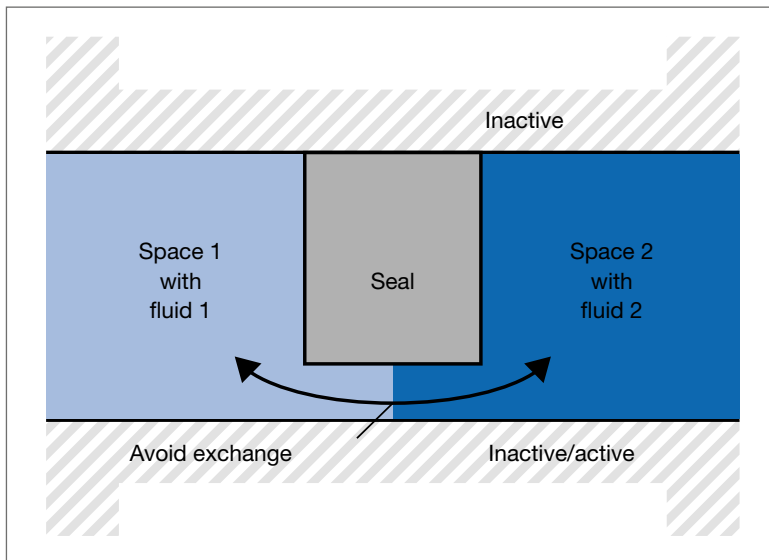 Inactive
Space 1
with
fluid 1
Seal
Space 2
with
fluid 2
Avoid exchange
Inactive/active